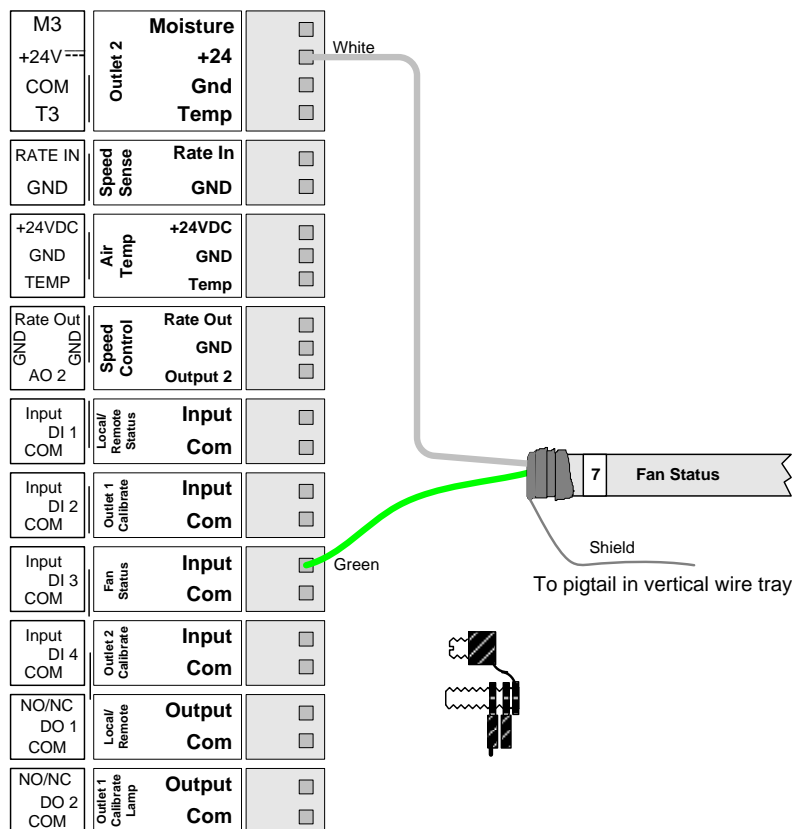 M3
+24V
COM
T3
Outlet 2
Moisture
+24
Gnd
Temp
White
RATE IN
GND
Speed
Sense
Rate In
GND
+24VDC
GND
TEMP
Air
Temp
+24VDC
GND
Temp
Rate Out
GND
GND
AO 2
Speed
Control
Rate Out
GND
Output 2
Input
DI 1
COM
Local/
Remote
Status
Input
Com
Input
DI 2
COM
Outlet 1
Calibrate
Input
Com
7 Fan Status
Input
DI 3
COM
Fan
Status
Input
Com
Green
Shield
To pigtail in vertical wire tray
Input
DI 4
COM
Outlet 2
Calibrate
Input
Com
NO/NC
DO 1
COM
Local/
Remote
Output
Com
NO/NC
DO 2
COM
Outlet 1
Calibrate
Lamp
Output
Com